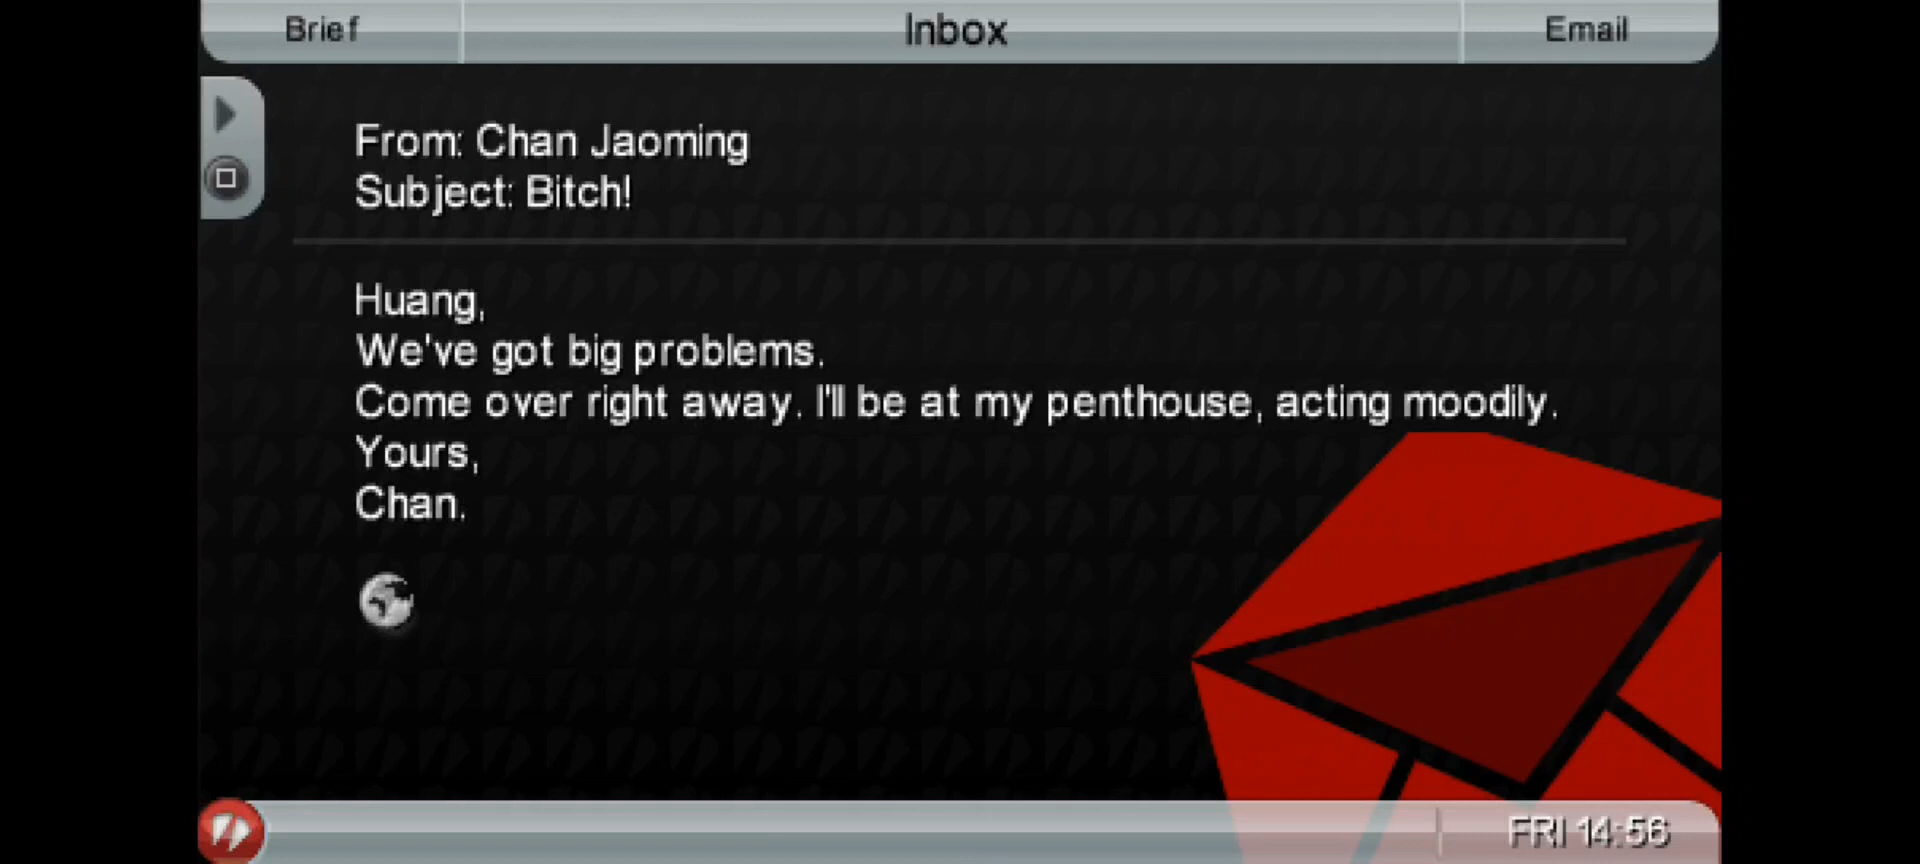 Brief
Inbox
Email
From: Chan Jaoming
Subject: Bitch!
Huang,
We've got big problems.
Come over right away. I'll be at my penthouse, acting moodily.
Yours,
Chan.
FRI 14:56